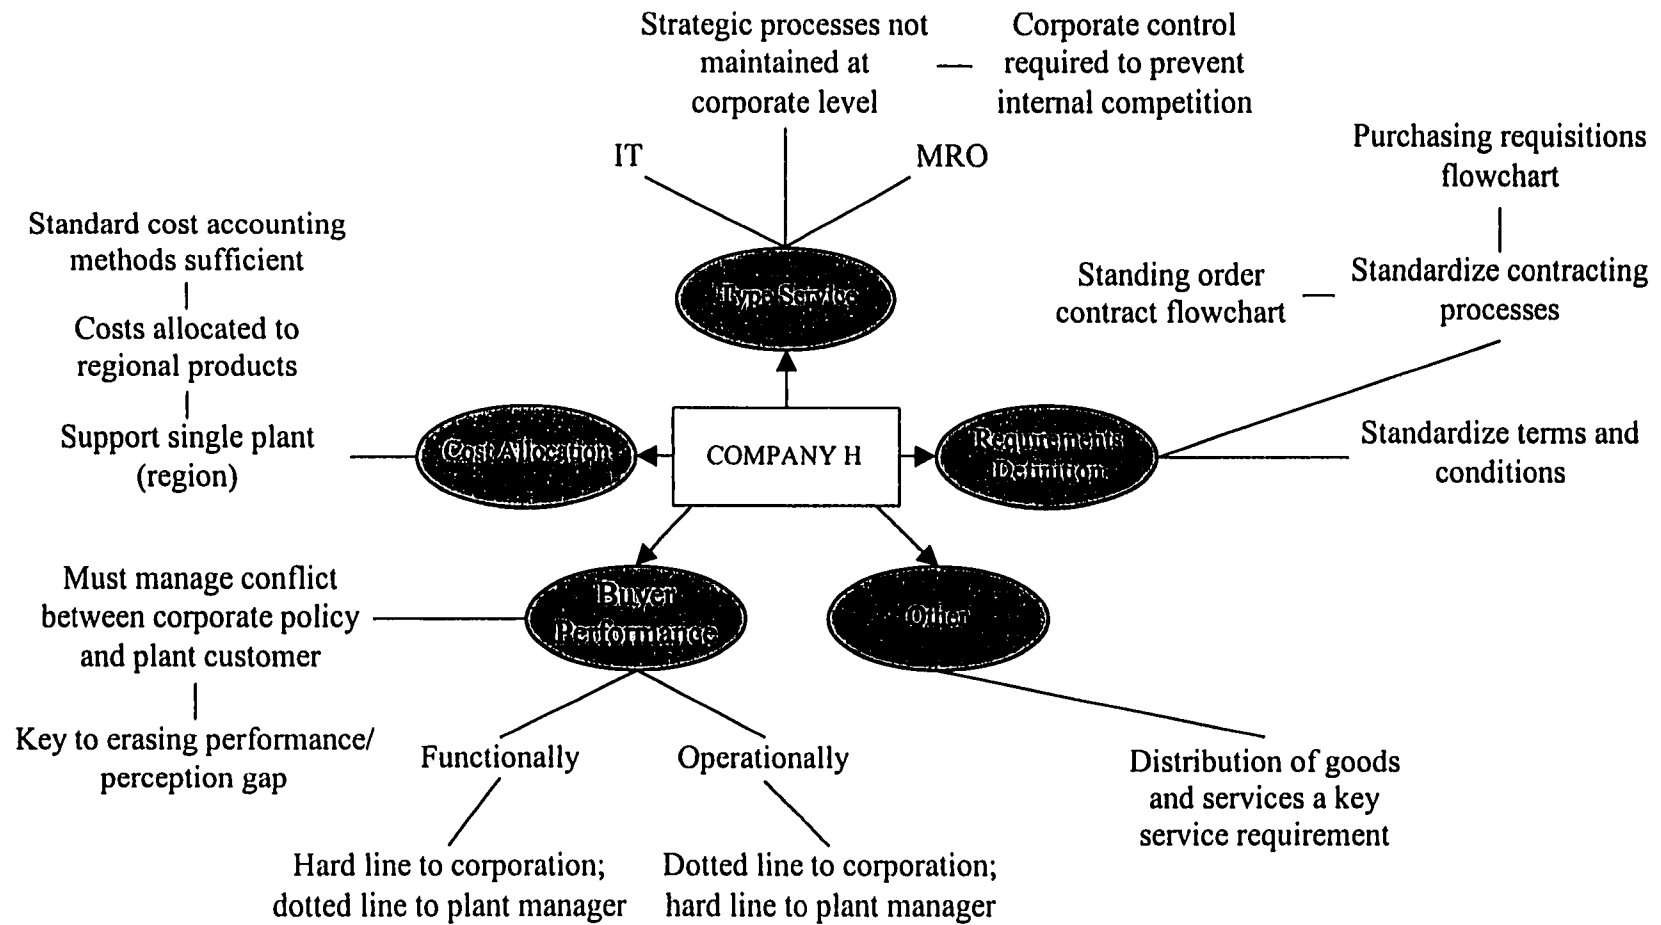 Strategic processes not
maintained at
corporate level
Corporate control
required to prevent
internal competition
IT
MRO
Purchasing requisitions
flowchart
Standard cost accounting
methods sufficient
Costs allocated to
regional products
Support single plant
(region)
Type Service
Standing order
contract flowchart
Standardize contracting
processes
Cost Allocation
COMPANY H
Requirements
Definition
Standardize terms and
conditions
Must manage conflict
between corporate policy
and plant customer
Key to erasing performance/
perception gap
Buyer
Performance
Other
Functionally
Operationally
Hard line to corporation;
dotted line to plant manager
Dotted line to corporation;
hard line to plant manager
Distribution of goods
and services a key
service requirement